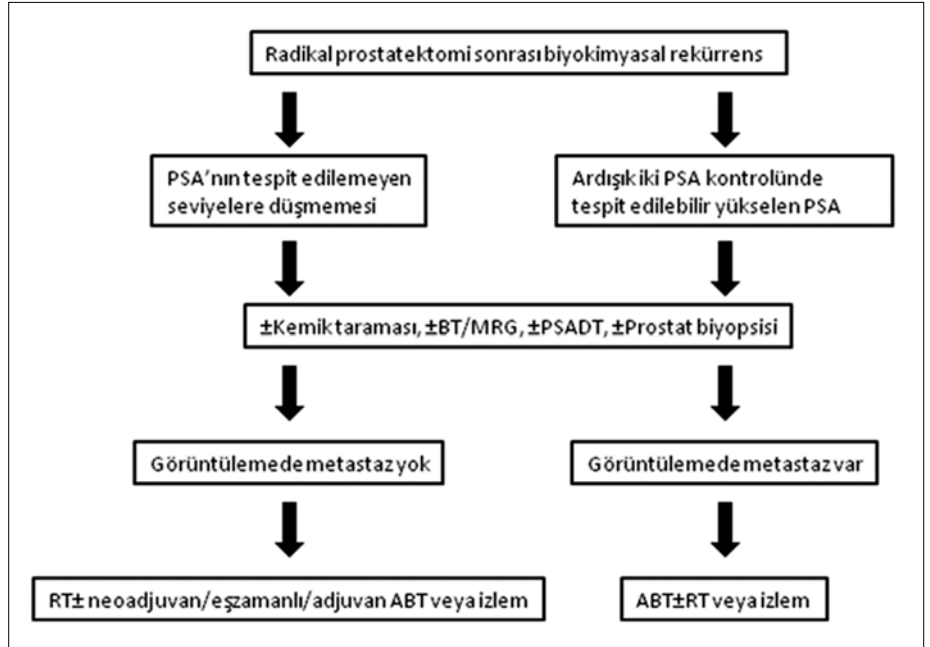 Radikal prostatektomi sonrası biyokimyasal rekürrens
PSA'nın tespit edilemeyen
seviyelere düşmemesi
Ardışık iki PSA kontrolünde
tespit edilebilir yükselen PSA
±Kemik taraması, ±BT/MRG, ±PSADT, ±Prostat biyopsisi
Görüntülemede metastaz yok
Görüntülemede metastaz var
RT± neoadjuvan/eşzamanlı/adjuvan ABT veya izlem
ABT±RT veya izlem